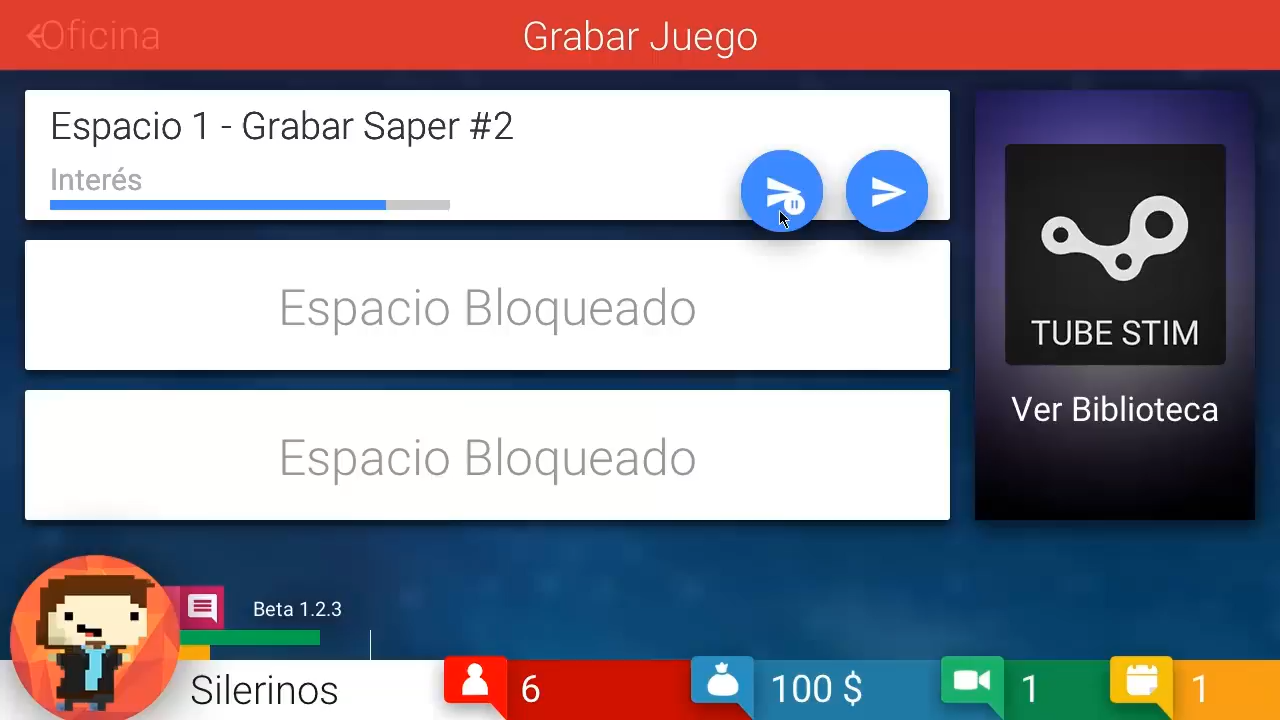 Oficina
Grabar Juego
Espacio 1 - Grabar Saper #2
Interés
Espacio Bloqueado
Espacio Bloqueado
TUBE STIM
Ver Biblioteca
Beta 1.2.3
Silerinos
6
100 $
1
1